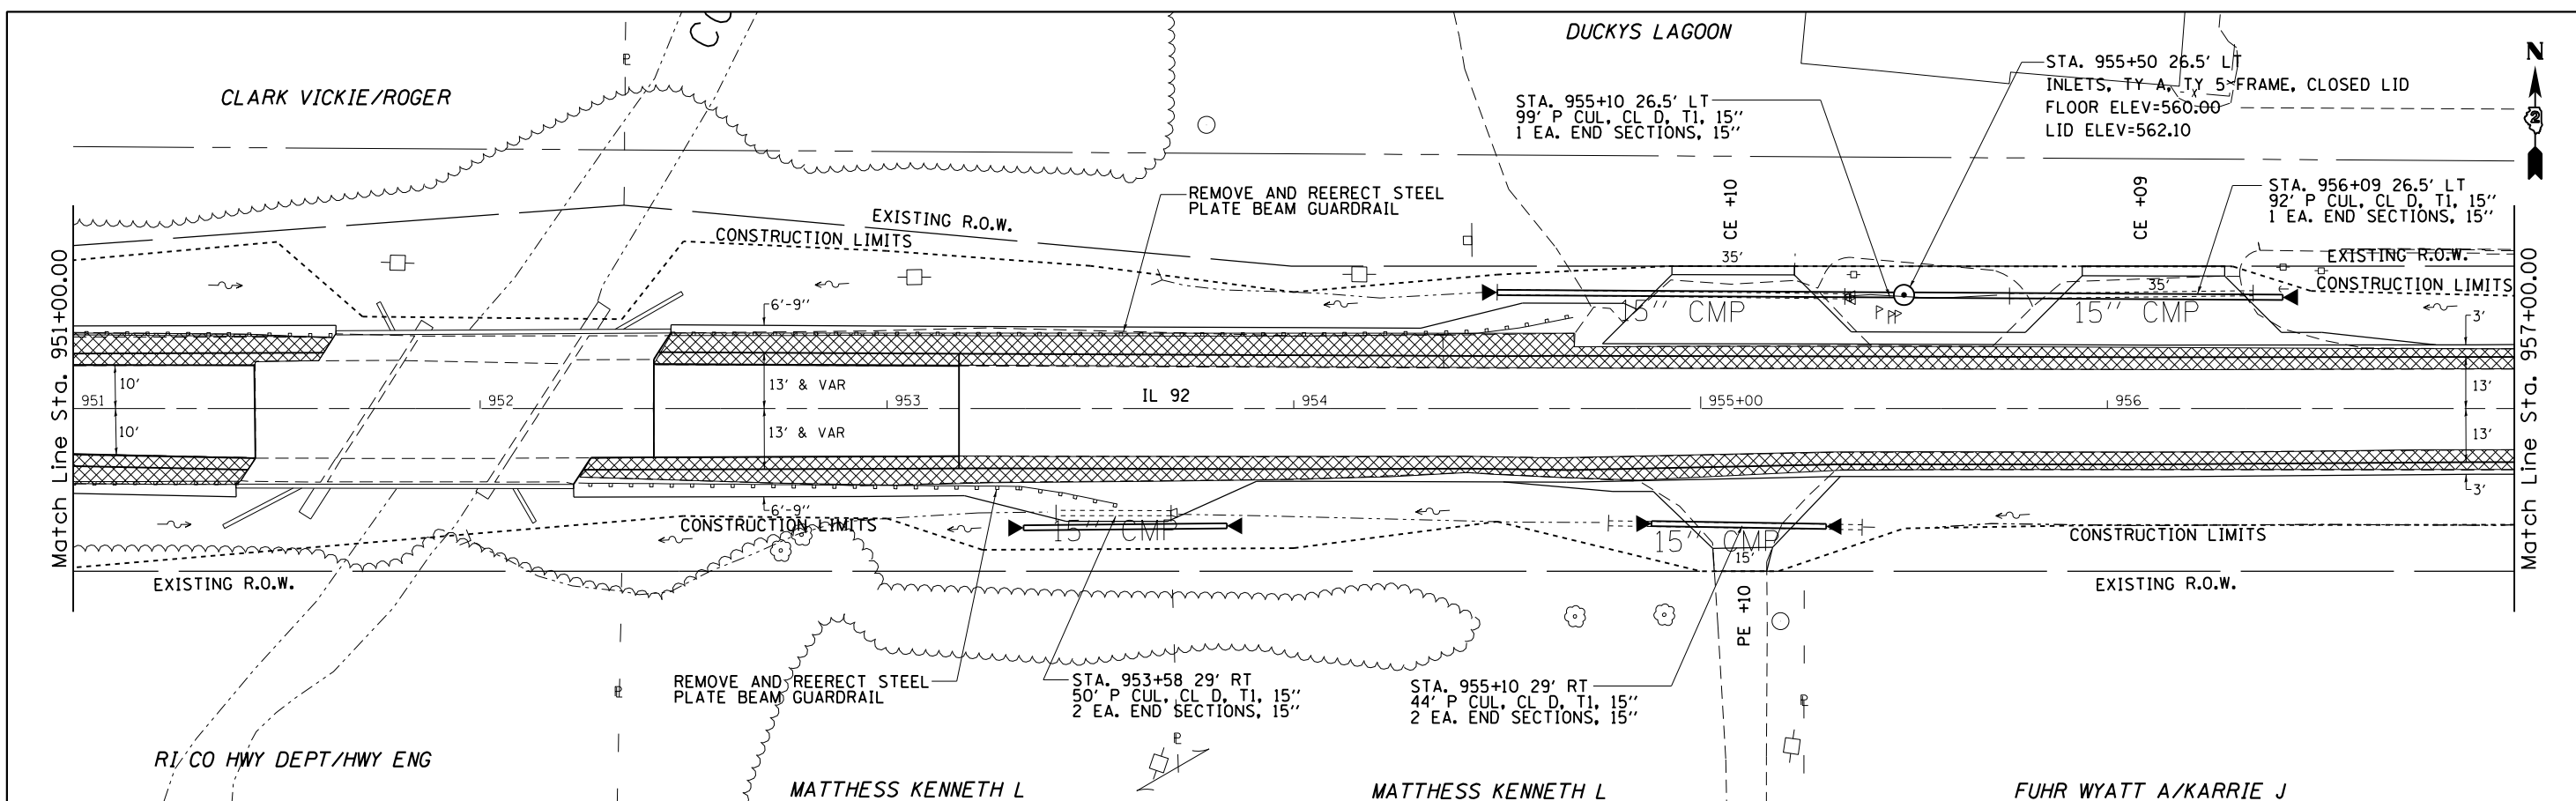 DUCKYS LAGOON
N
2
STA. 955+50 26.5' LT
INLETS, TY A, TY 5 FRAME, CLOSED LID
FLOOR ELEV=560.00
LID ELEV=562.10
CLARK VICKIE/ROGER
STA. 955+10 26.5' LT
99' P CUL, CL D, T1, 15''
1 EA. END SECTIONS, 15''
REMOVE AND REERECT STEEL
PLATE BEAM GUARDRAIL
CE +10
CE +09
STA. 956+09 26.5' LT
92' P CUL, CL D, T1, 15''
1 EA. END SECTIONS, 15''
EXISTING R.O.W.
CONSTRUCTION LIMITS
35'
35'
EXISTING R.O.W.
CONSTRUCTION LIMITS
Match Line Sta. 951+00.00
Match Line Sta. 957+00.00
6'-9''
15'' CMP
15'' CMP
3'
10'
13' & VAR
13'
951
952
953
IL 92
954
955+00
956
10'
13' & VAR
13'
6'-9''
3'
CONSTRUCTION LIMITS
15'' CMP
15'' CMP
15'
CONSTRUCTION LIMITS
EXISTING R.O.W.
EXISTING R.O.W.
PE +10
REMOVE AND REERECT STEEL
PLATE BEAM GUARDRAIL
STA. 953+58 29' RT
50' P CUL, CL D, T1, 15''
2 EA. END SECTIONS, 15''
STA. 955+10 29' RT
44' P CUL, CL D, T1, 15''
2 EA. END SECTIONS, 15''
RI CO HWY DEPT/HWY ENG
MATTHESS KENNETH L
MATTHESS KENNETH L
FUHR WYATT A/KARRIE J